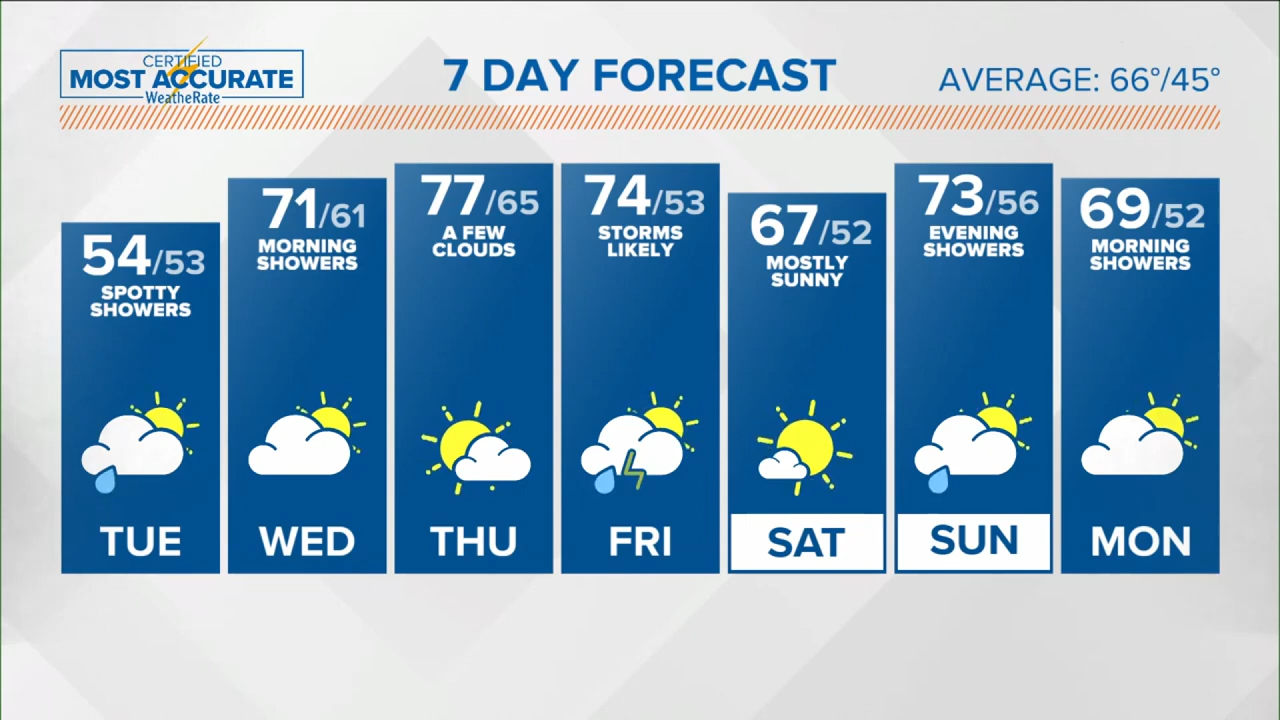 CERTIFIED
MOST ACCURATE
WeatheRate
7 DAY FORECAST
AVERAGE: 66°/45°
54/53
SPOTTY
SHOWERS
TUE
71/61
MORNING
SHOWERS
WED
77/65
A FEW
CLOUDS
THU
74/53
STORMS
LIKELY
FRI
67/52
MOSTLY
SUNNY
SAT
73/56
EVENING
SHOWERS
SUN
69/52
MORNING
SHOWERS
MON